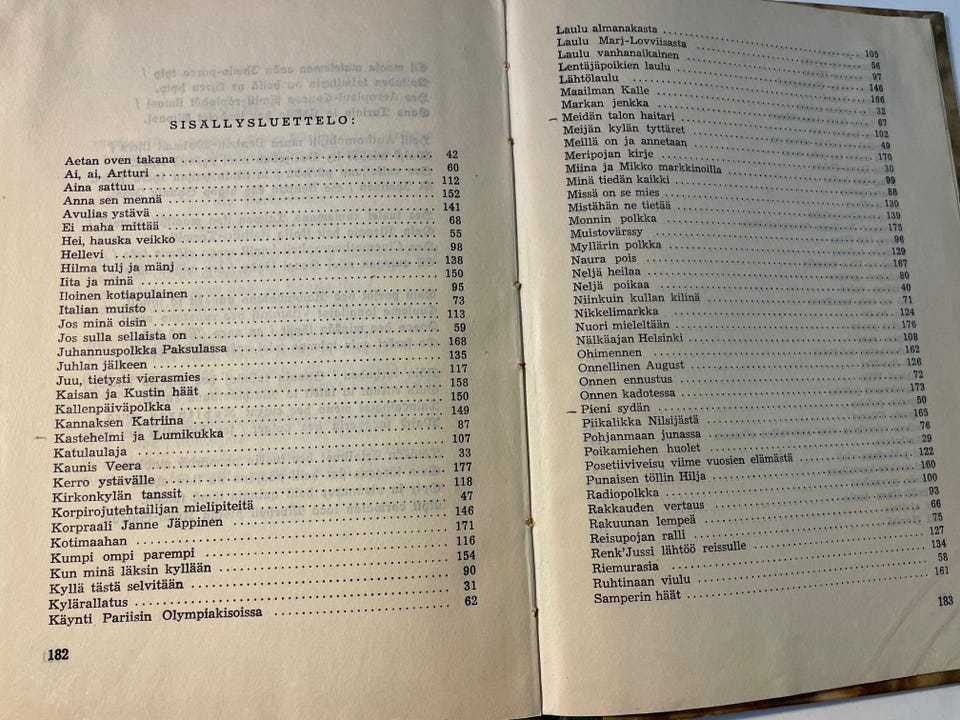 SISÄLLYSLUETTELO:
Aetan oven takana 42
Ai, ai, Artturi 60
Aina sattuu 112
Anna sen mennä 152
Avulias ystävä 141
Ei maha mittää 68
Hei, hauska veikko 55
Hellevi 98
Hilma tulj ja mänj 138
Iita ja minä 150
Iloinen kotiapulainen 95
Italian muisto 73
Jos minä oisin 113
Jos sulla sellaista on 59
Juhannuspolkka Paksulassa 168
Juhlan jälkeen 135
Juu, tietysti vierasmies 117
Kaisan ja Kustin häät 158
Kallenpäiväpolkka 150
Kannaksen Katriina 149
Kastehelmi ja Lumikukka 87
Katulaulaja 107
Kaunis Veera 33
Kerro ystävälle 177
Kirkonkylän tanssit 118
Korpirojutehtailijan mielipiteitä 47
Korpraali Janne Jäppinen 146
Kotimaahan 171
Kumpi ompi parempi 116
Kun minä läksin kyllään 154
Kyllä tästä selvitään 90
Kylärallatus 31
Käynti Pariisin Olympiakisoissa 62
182
Laulu almanakasta 105
Laulu Marj-Lovviisasta 56
Laulu vanhanaikainen 97
Lentäjäpoikien laulu 146
Lähtölaulu 166
Maailman Kalle 32
Markan jenkka 67
Meidän talon haitari 102
Meijän kylän tyttäret 49
Meillä on ja annetaan 170
Meripojan kirje 30
Miina ja Mikko markkinoilla 99
Minä tiedän kaikki 88
Missä on se mies 130
Mistähän ne tietää 139
Monnin polkka 175
Muistovärssy 96
Myllärin polkka 129
Naura pois 167
Neljä heilaa 80
Neljä poikaa 40
Niinkuin kullan kilinä 71
Nikkelimarkka 124
Nuori mieleltään 176
Nälkäajan Helsinki 108
Ohimennen 162
Onnellinen August 126
Onnen ennustus 72
Onnen kadotessa 173
Pieni sydän 50
Piikalikka Nilsijästä 165
Pohjanmaan junassa 76
Poikamiehen huolet 29
Posetiiviveisu viime vuosien elämästä 122
Punaisen töllin Hilja 160
Radiopolkka 100
Rakkauden vertaus 93
Rakuunan lempeä 66
Reisupojan ralli 75
Renk'Jussi lähtöö reissulle 127
Riemurasia 134
Ruhtinaan viulu 58
Samperin häät 161
183